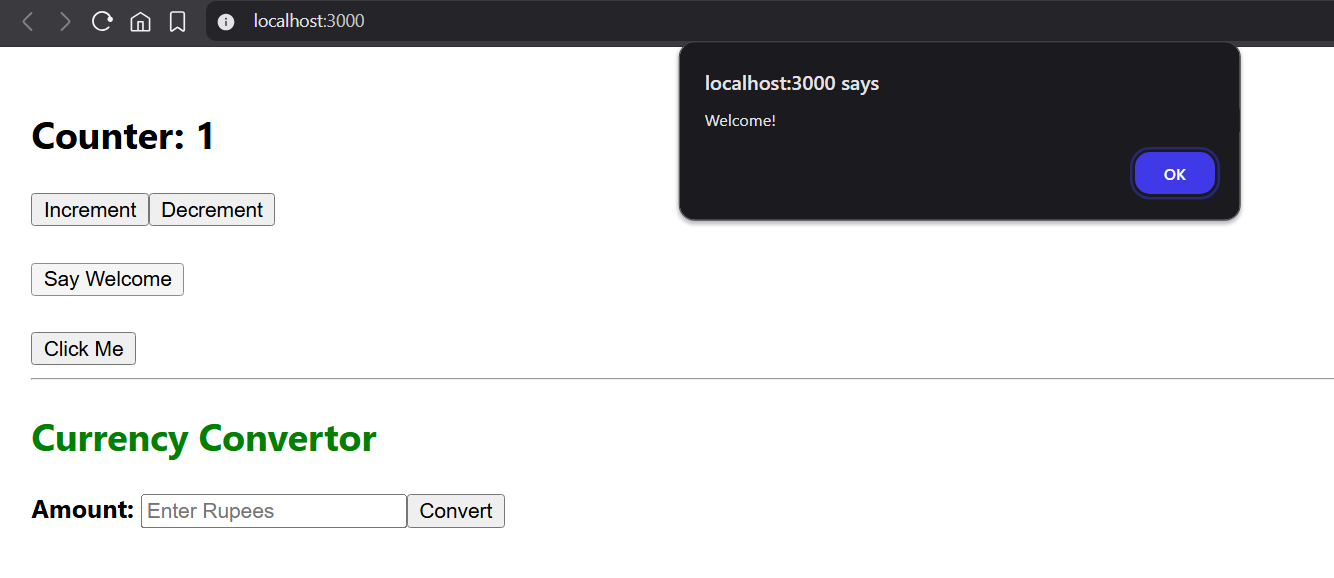 localhost:3000
localhost:3000 says
Welcome!
OK
Counter: 1
Increment Decrement
Say Welcome
Click Me
Currency Convertor
Amount: Enter Rupees Convert